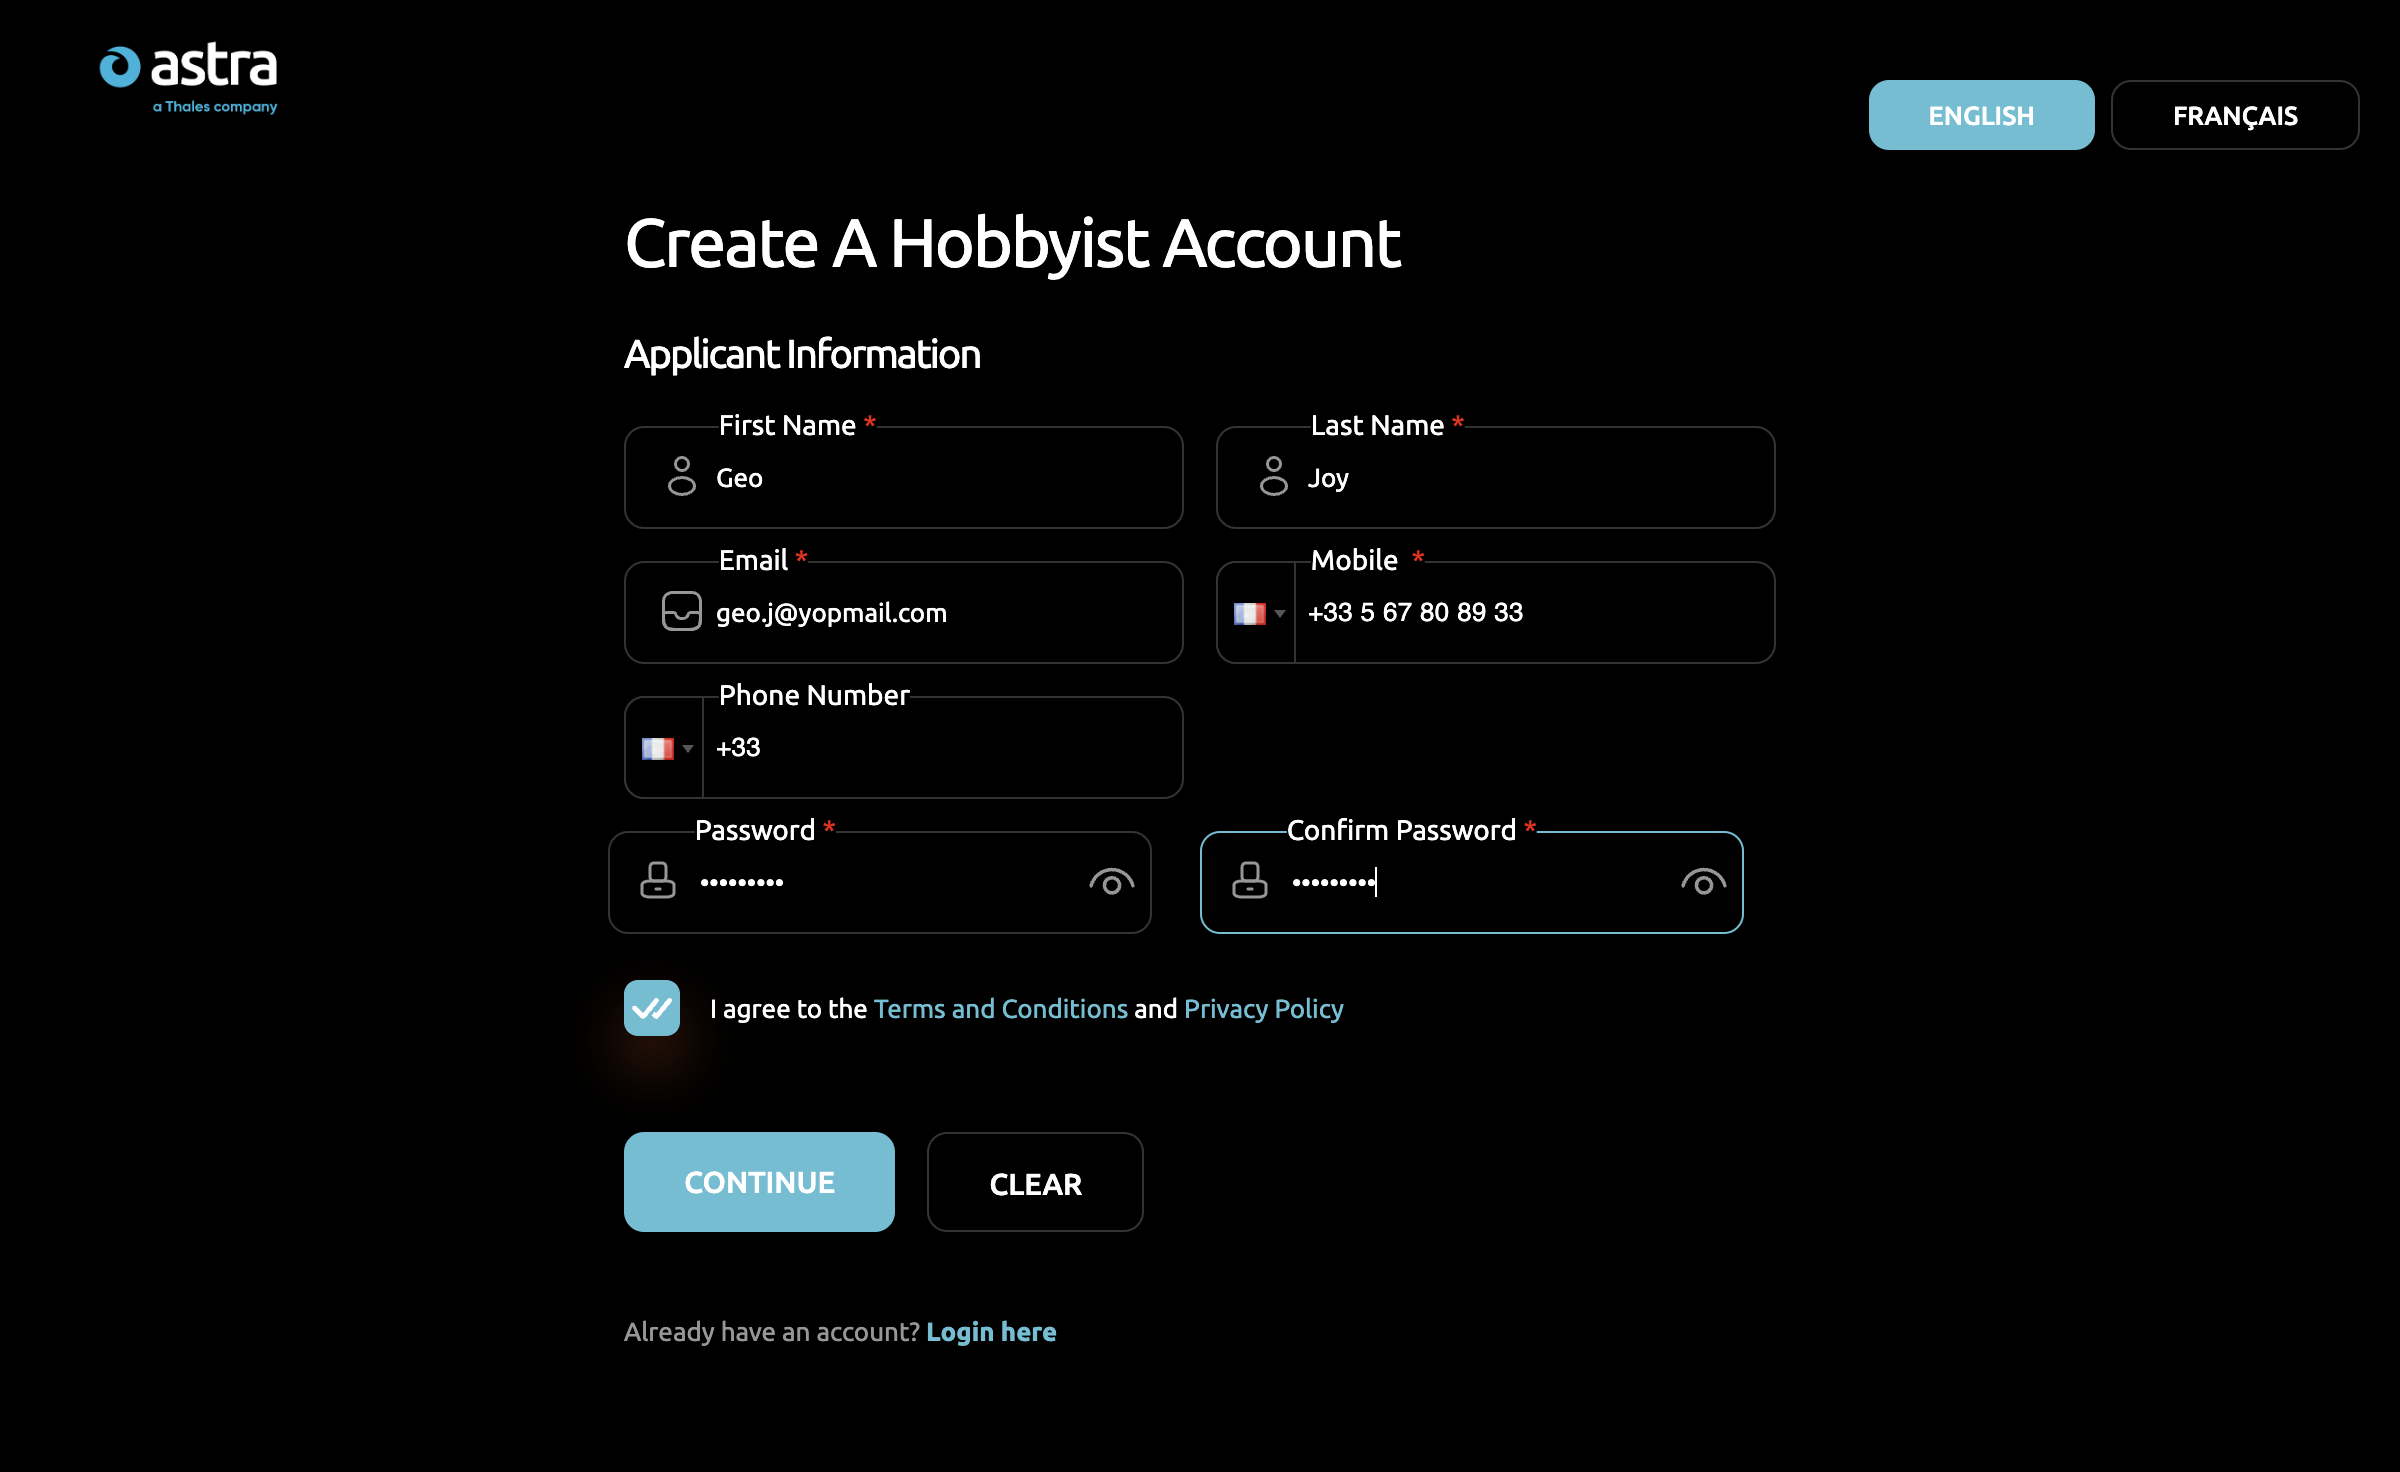 astra
a Thales company
ENGLISH
FRANÇAIS
Create A Hobbyist Account
Applicant Information
First Name *
Last Name *
Geo
Joy
Email *
Mobile *
geo.j@yopmail.com
+33 5 67 80 89 33
Phone Number
+33
Password *
Confirm Password *
•••••••••
•••••••••
I agree to the Terms and Conditions and Privacy Policy
CONTINUE
CLEAR
Already have an account? Login here